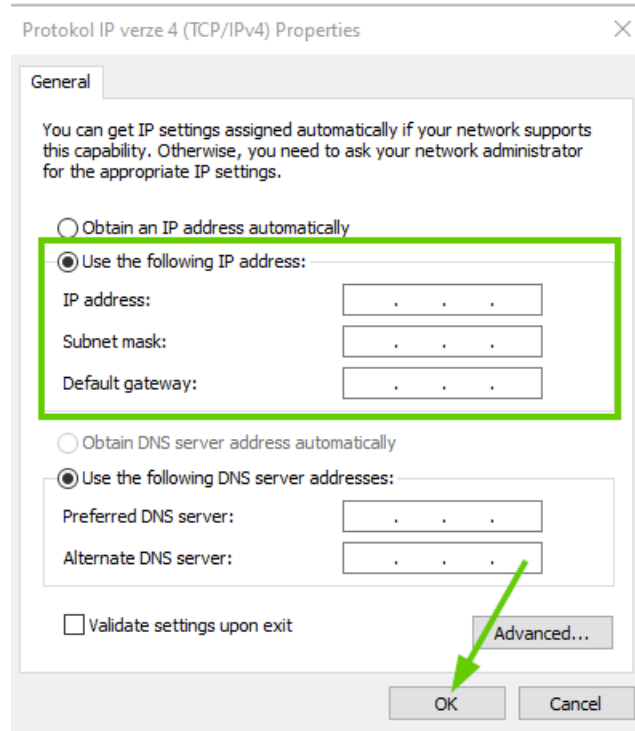 Protokol IP verze 4 (TCP/IPv4) Properties
General
You can get IP settings assigned automatically if your network supports
this capability. Otherwise, you need to ask your network administrator
for the appropriate IP settings.
Obtain an IP address automatically
Use the following IP address:
IP address:
Subnet mask:
Default gateway:
Obtain DNS server address automatically
Use the following DNS server addresses:
Preferred DNS server:
Alternate DNS server:
Validate settings upon exit
Advanced...
OK
Cancel